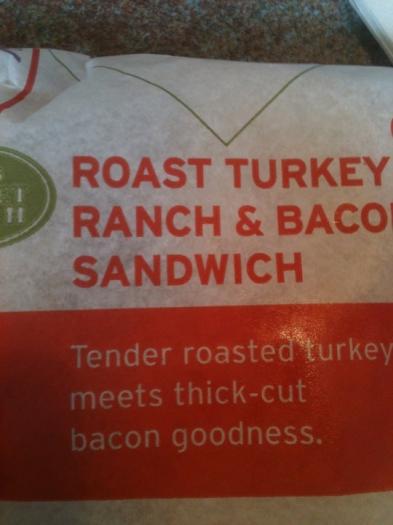 ROAST TURKEY
RANCH & BACO
SANDWICH
Tender roasted turkey
meets thick-cut
bacon goodness.